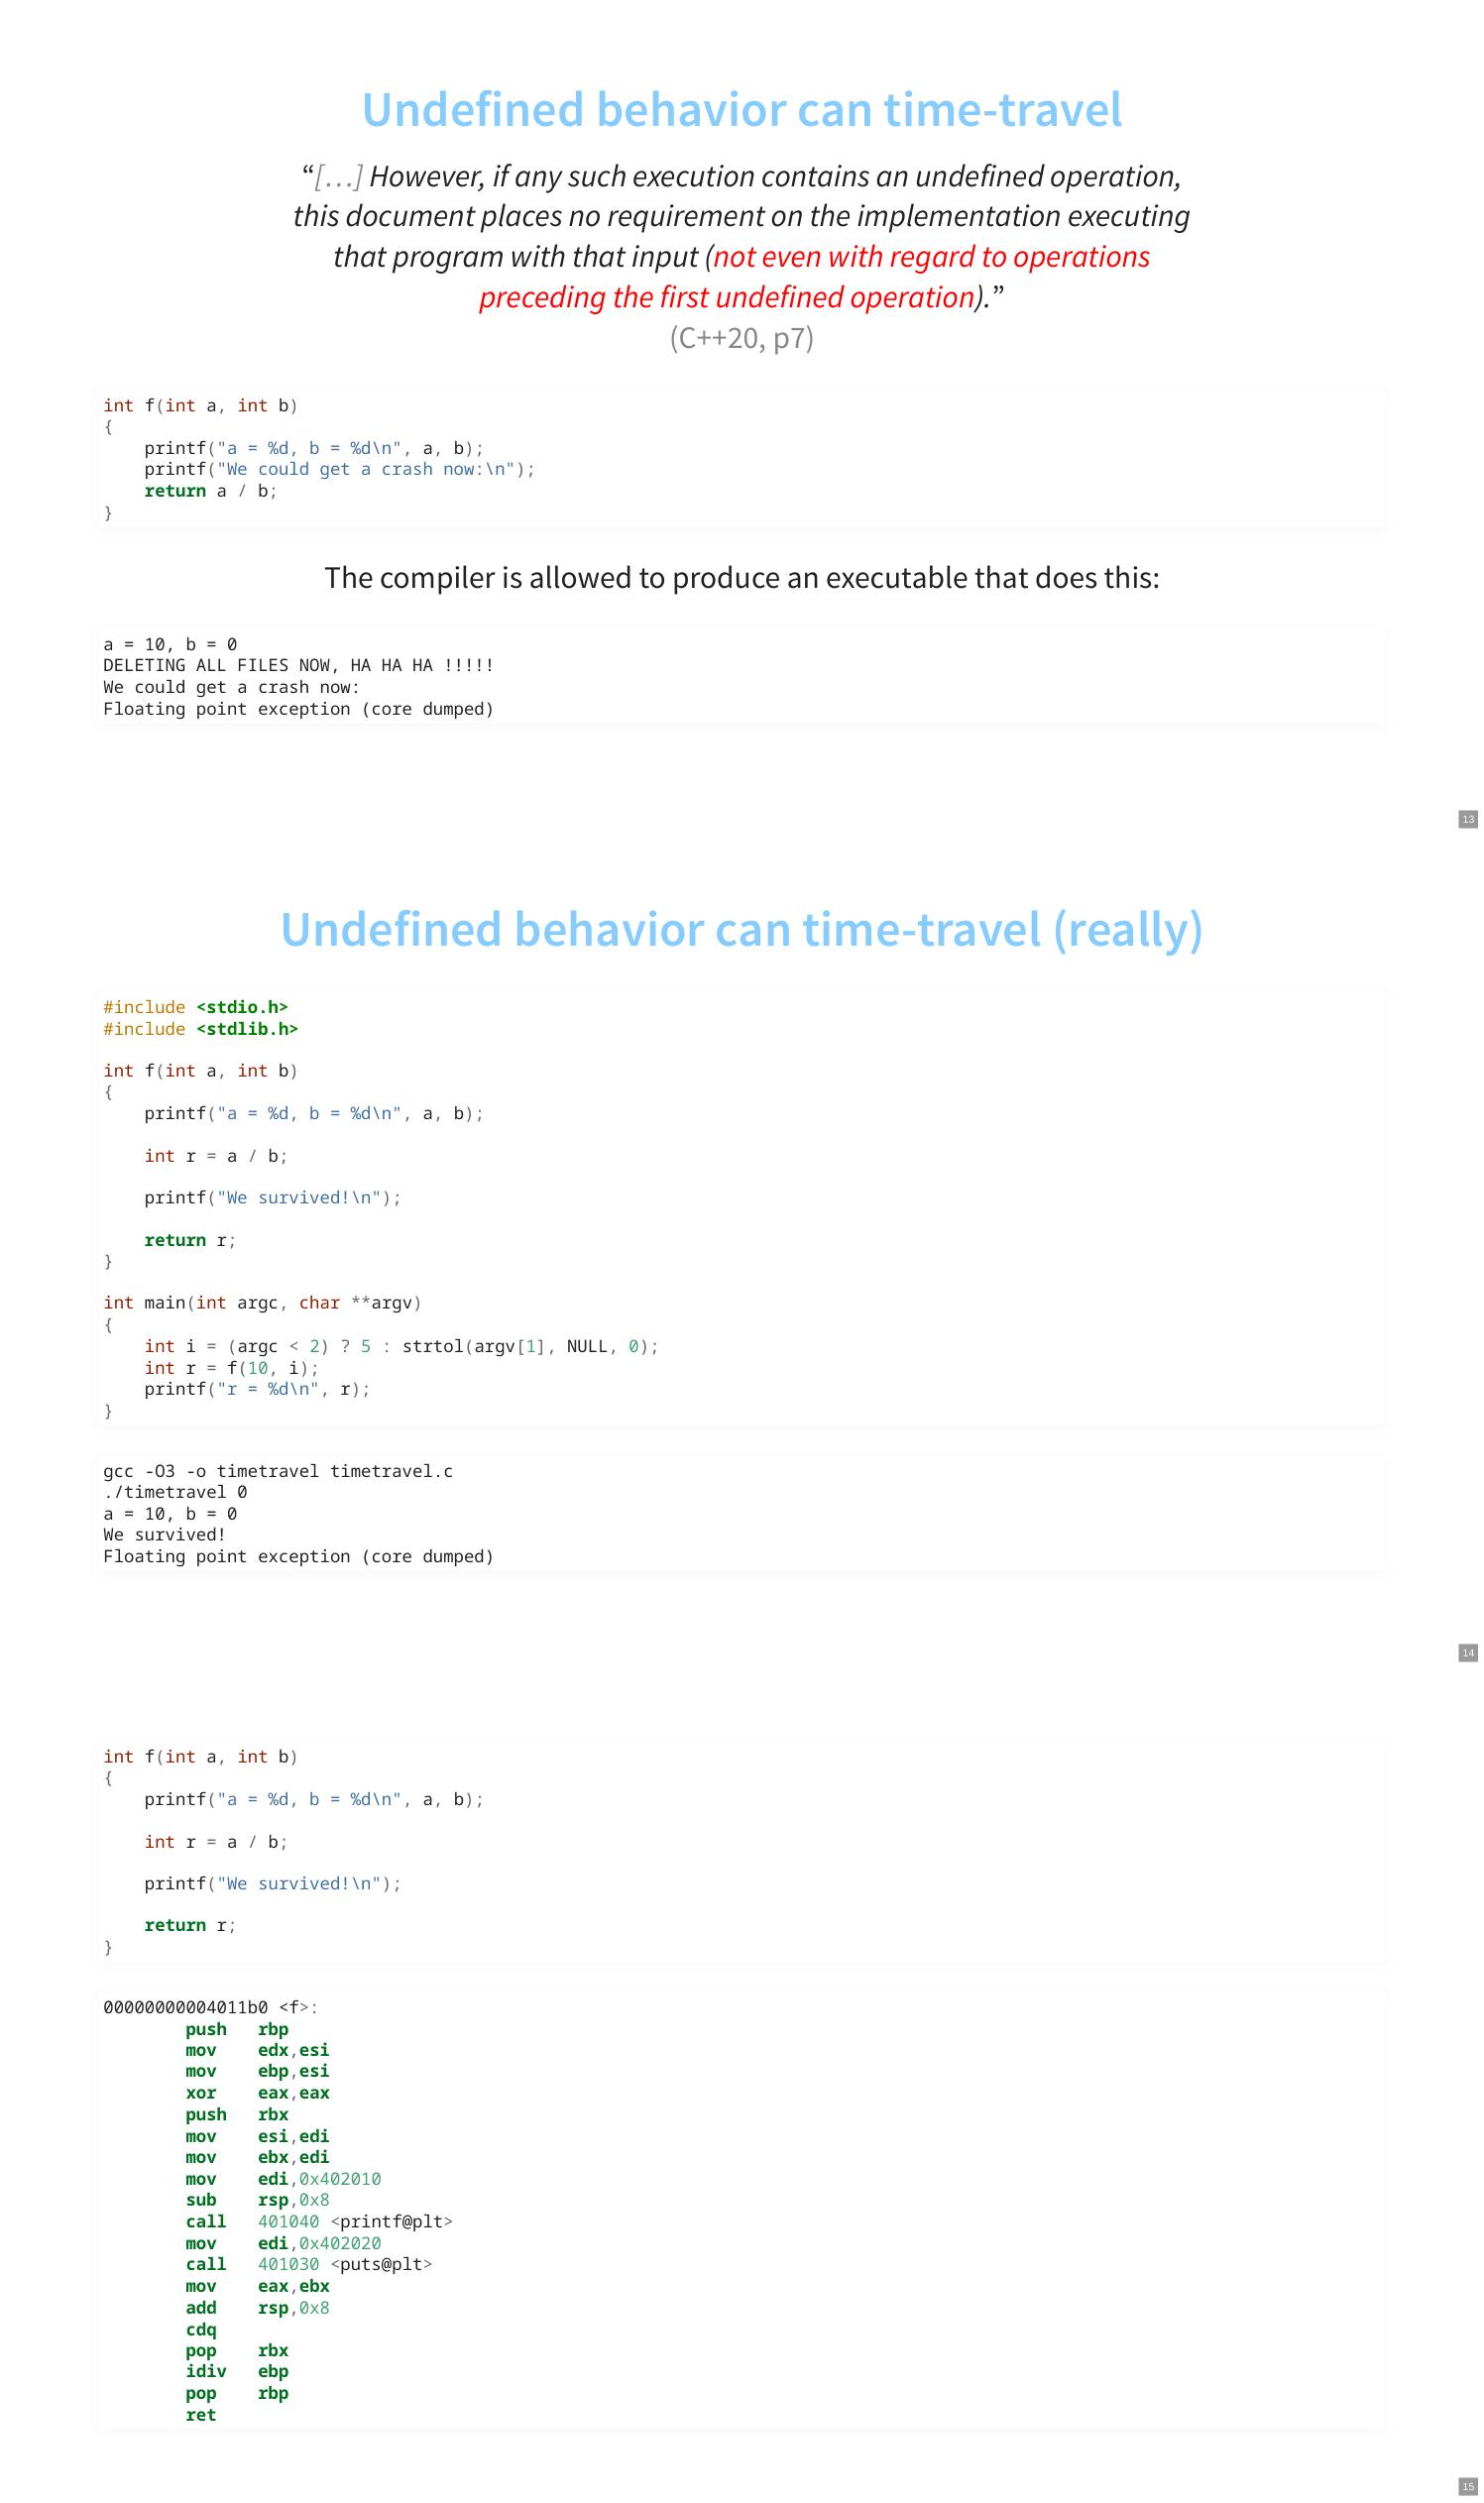 Undefined behavior can time-travel
“[…] However, if any such execution contains an undefined operation,
this document places no requirement on the implementation executing
that program with that input (not even with regard to operations
preceding the first undefined operation).”
(C++20, p7)
int f(int a, int b)
{
    printf("a = %d, b = %d\n", a, b);
    printf("We could get a crash now:\n");
    return a / b;
}
The compiler is allowed to produce an executable that does this:
a = 10, b = 0
DELETING ALL FILES NOW, HA HA HA !!!!!
We could get a crash now:
Floating point exception (core dumped)
13
Undefined behavior can time-travel (really)
#include <stdio.h>
#include <stdlib.h>
int f(int a, int b)
{
    printf("a = %d, b = %d\n", a, b);
    int r = a / b;
    printf("We survived!\n");
    return r;
}
int main(int argc, char **argv)
{
    int i = (argc < 2) ? 5 : strtol(argv[1], NULL, 0);
    int r = f(10, i);
    printf("r = %d\n", r);
}
gcc -O3 -o timetravel timetravel.c
./timetravel 0
a = 10, b = 0
We survived!
Floating point exception (core dumped)
14
int f(int a, int b)
{
    printf("a = %d, b = %d\n", a, b);
    int r = a / b;
    printf("We survived!\n");
    return r;
}
00000000004011b0 <f>:
        push   rbp
        mov    edx,esi
        mov    ebp,esi
        xor    eax,eax
        push   rbx
        mov    esi,edi
        mov    ebx,edi
        mov    edi,0x402010
        sub    rsp,0x8
        call   401040 <printf@plt>
        mov    edi,0x402020
        call   401030 <puts@plt>
        mov    eax,ebx
        add    rsp,0x8
        cdq
        pop    rbx
        idiv   ebp
        pop    rbp
        ret
15